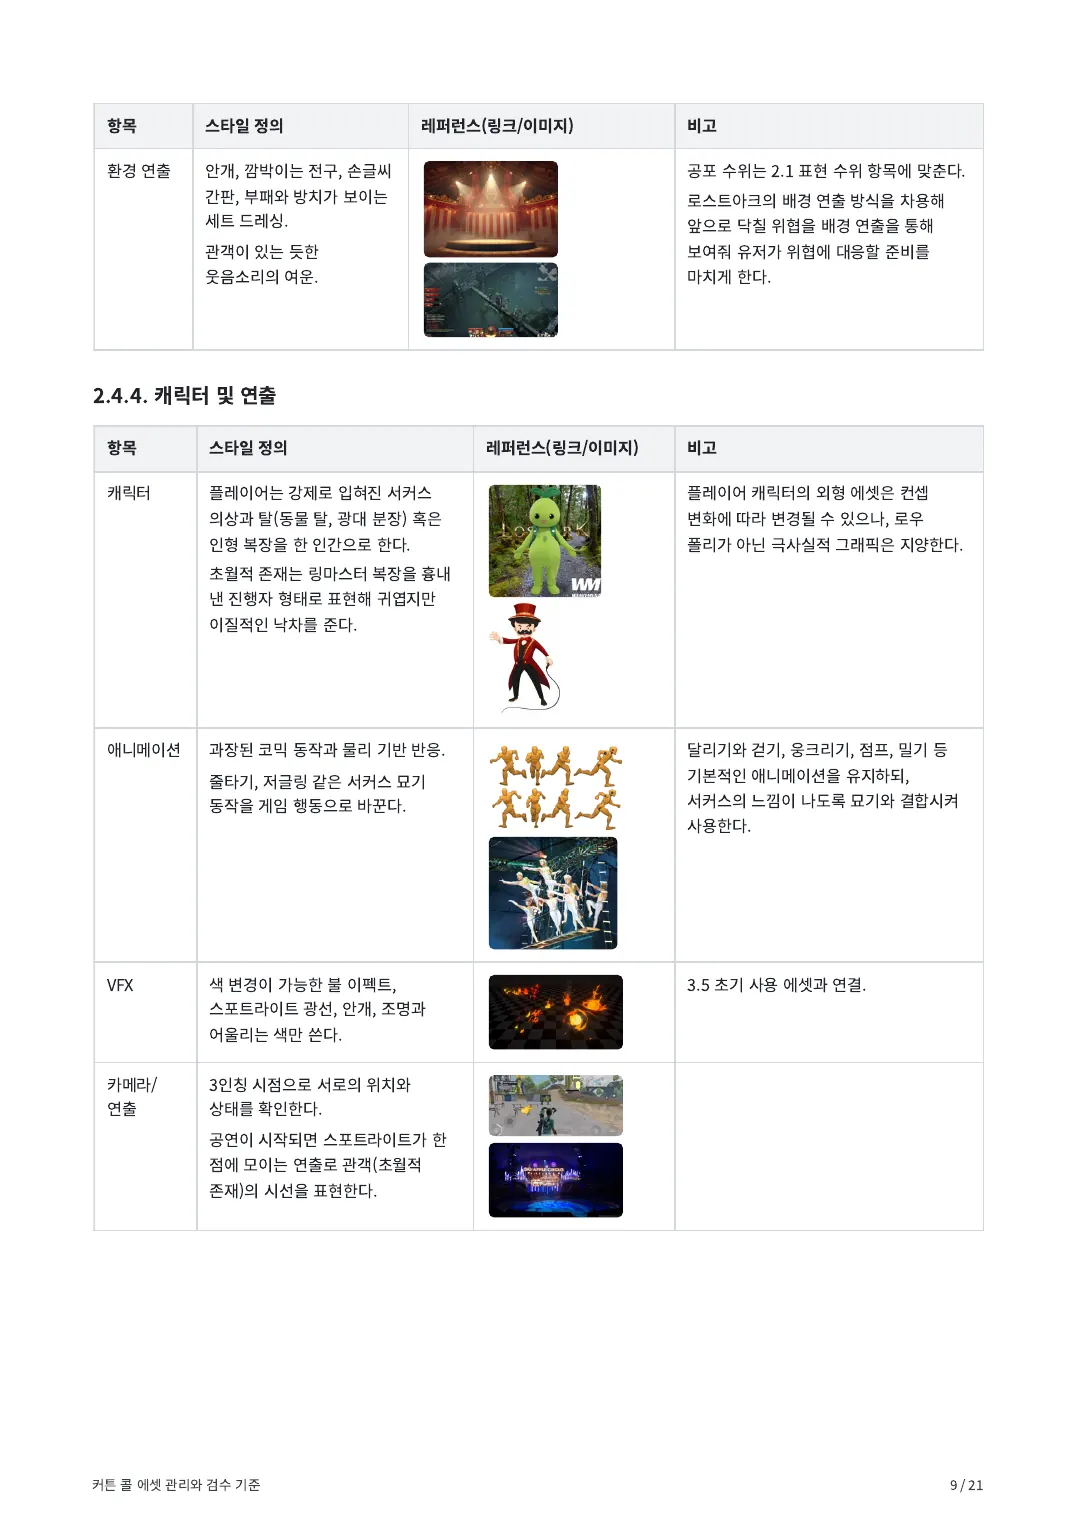 항목 스타일 정의 레퍼런스(링크/이미지) 비고
환경 연출
안개, 깜박이는 전구, 손글씨
간판, 부패와 방치가 보이는
세트 드레싱.
관객이 있는 듯한
웃음소리의 여운.
공포 수위는 2.1 표현 수위 항목에 맞춘다.
로스트아크의 배경 연출 방식을 차용해
앞으로 닥칠 위협을 배경 연출을 통해
보여줘 유저가 위협에 대응할 준비를
마치게 한다.
2.4.4. 캐릭터 및 연출
항목 스타일 정의 레퍼런스(링크/이미지) 비고
캐릭터
플레이어는 강제로 입혀진 서커스
의상과 탈(동물 탈, 광대 분장) 혹은
인형 복장을 한 인간으로 한다.
초월적 존재는 링마스터 복장을 흉내
낸 진행자 형태로 표현해 귀엽지만
이질적인 낙차를 준다.
WM
플레이어 캐릭터의 외형 에셋은 컨셉
변화에 따라 변경될 수 있으나, 로우
폴리가 아닌 극사실적 그래픽은 지양한다.
애니메이션
과장된 코믹 동작과 물리 기반 반응.
줄타기, 저글링 같은 서커스 묘기
동작을 게임 행동으로 바꾼다.
달리기와 걷기, 웅크리기, 점프, 밀기 등
기본적인 애니메이션을 유지하되,
서커스의 느낌이 나도록 묘기와 결합시켜
사용한다.
VFX
색 변경이 가능한 불 이펙트,
스포트라이트 광선, 안개, 조명과
어울리는 색만 쓴다.
3.5 초기 사용 에셋과 연결.
카메라/
연출
3인칭 시점으로 서로의 위치와
상태를 확인한다.
공연이 시작되면 스포트라이트가 한
점에 모이는 연출로 관객(초월적
존재)의 시선을 표현한다.
커튼 콜 에셋 관리와 검수 기준
9 / 21